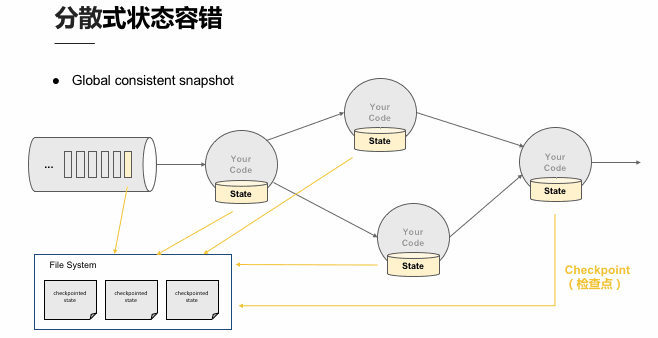 分散式状态容错
● Global consistent snapshot
Your
Code
State
...
Your
Code
State
Your
Code
State
Your
Code
State
File System
checkpointed
state
checkpointed
state
checkpointed
state
Checkpoint
（检查点）